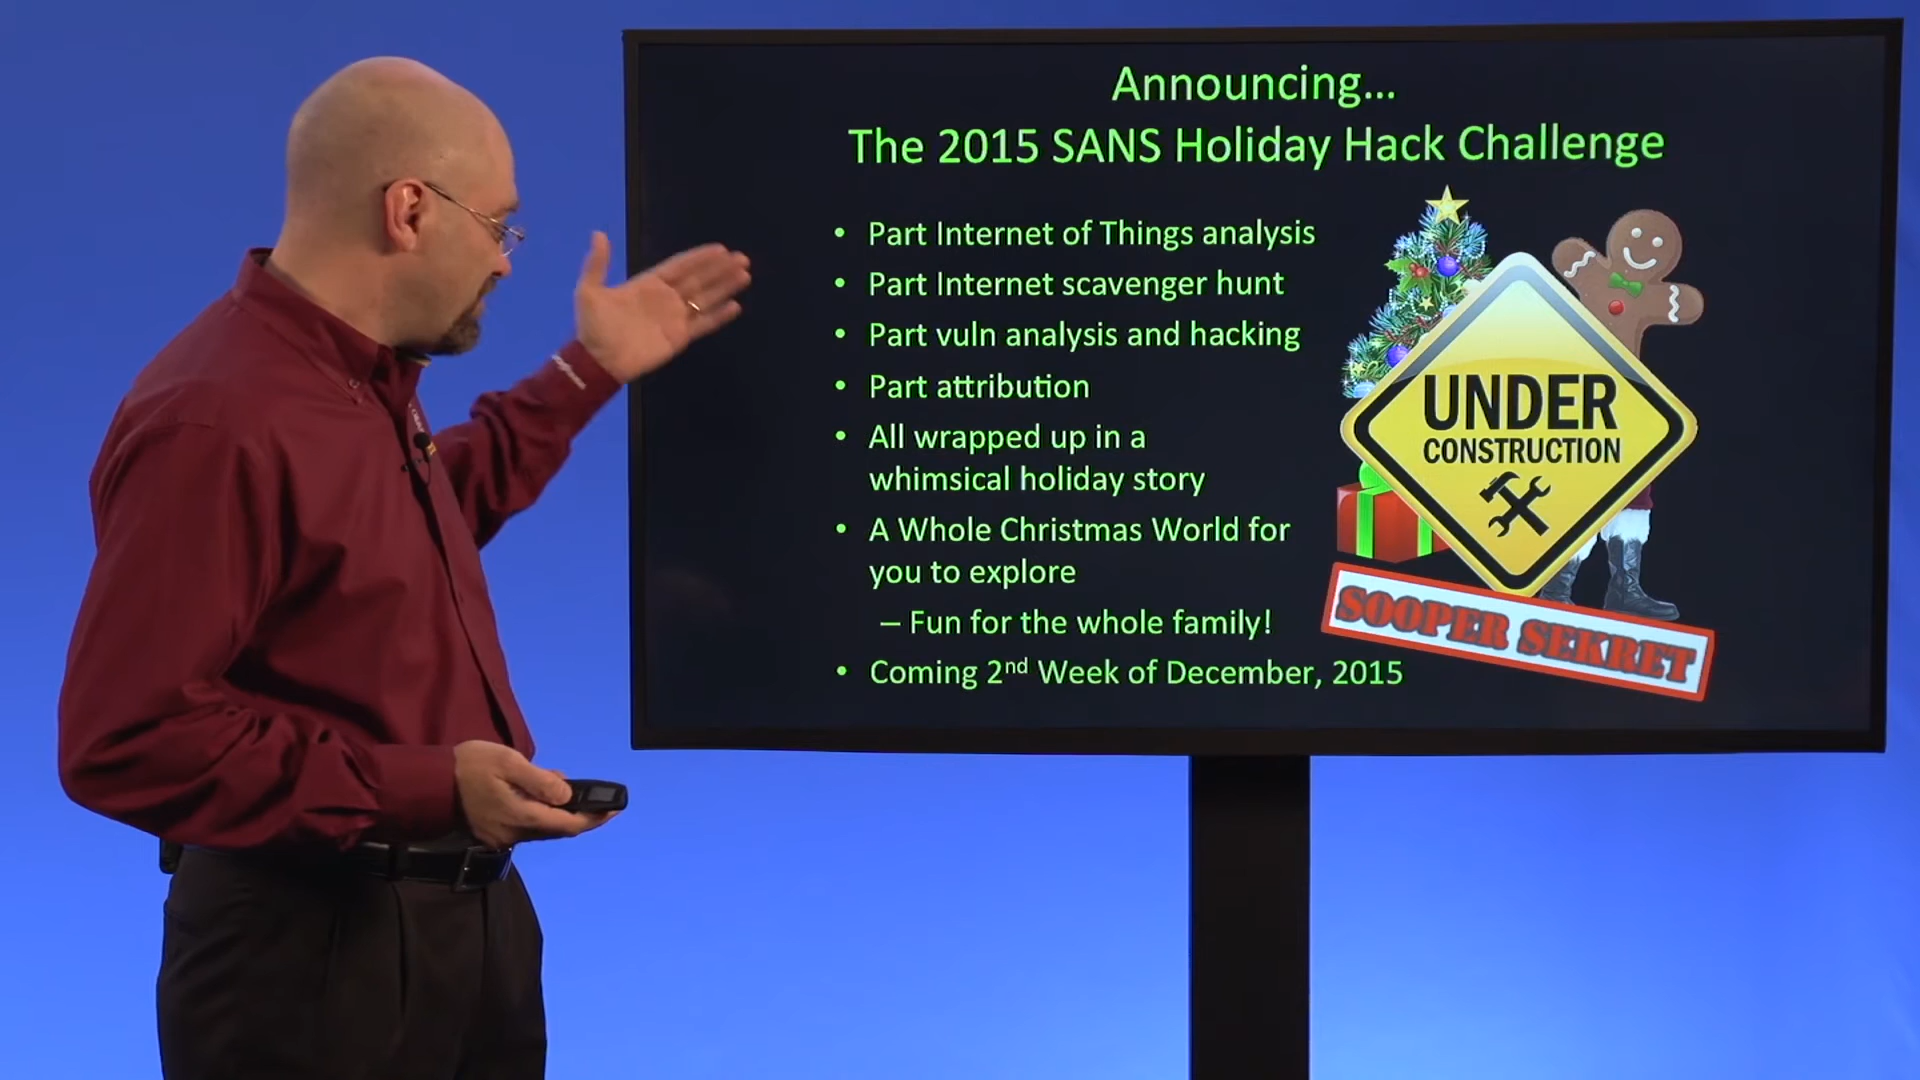 Announcing...
The 2015 SANS Holiday Hack Challenge
• Part Internet of Things analysis
• Part Internet scavenger hunt
• Part vuln analysis and hacking
• Part attribution
• All wrapped up in a
whimsical holiday story
• A Whole Christmas World for
you to explore
– Fun for the whole family!
• Coming 2nd Week of December, 2015
UNDER
CONSTRUCTION
SOOPER SEKRET